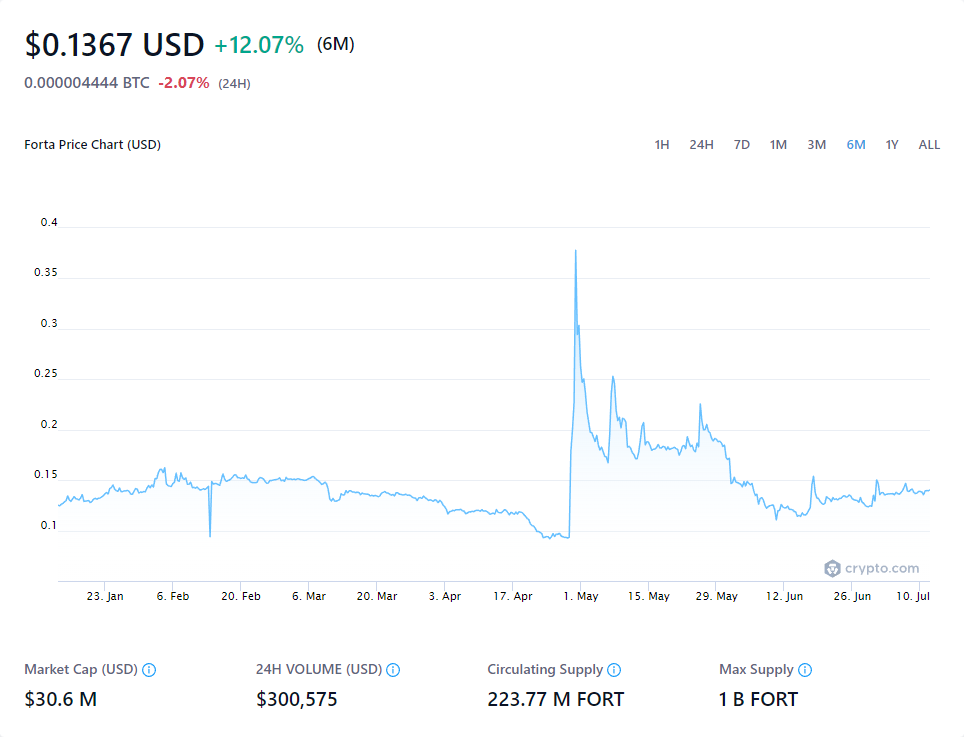 $0.1367 USD +12.07% (6M)
0.000004444 BTC -2.07% (24H)
Forta Price Chart (USD) 1H 24H 7D 1M 3M 6M 1Y ALL
0.4
0.35
0.3
0.25
0.2
0.15
0.1
crypto.com
23. Jan 6. Feb 20. Feb 6. Mar 20. Mar 3. Apr 17. Apr 1. May 15. May 29. May 12. Jun 26. Jun 10. Jul
Market Cap (USD) 24H VOLUME (USD) Circulating Supply Max Supply
$30.6 M $300,575 223.77 M FORT 1 B FORT